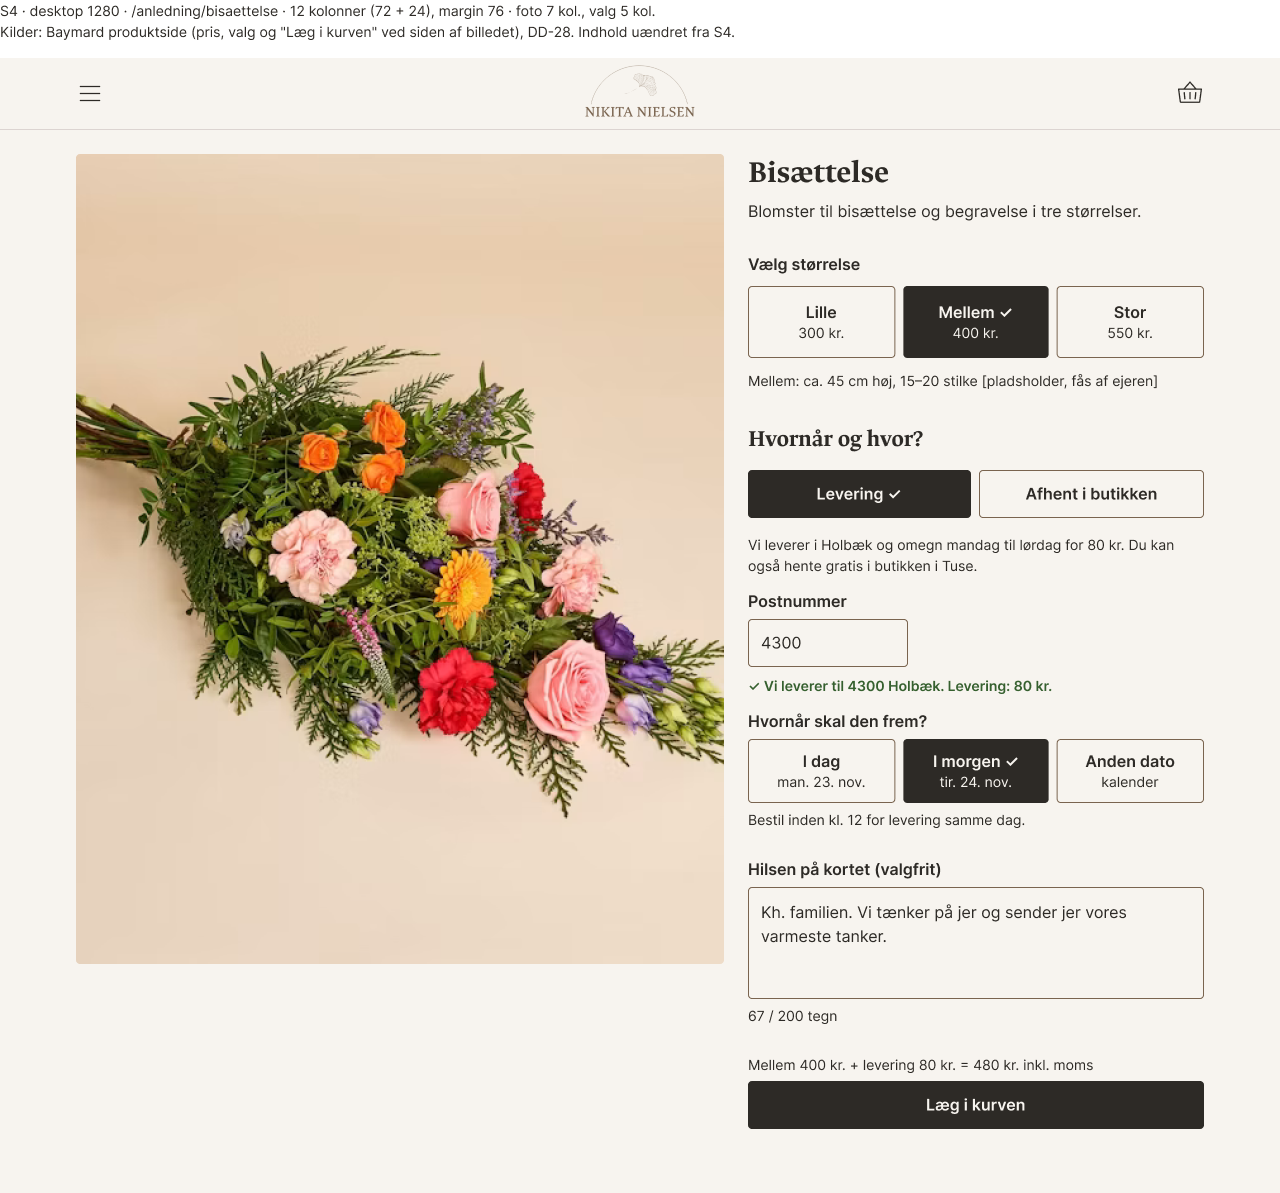 S4 · desktop 1280 · /anledning/bisaettelse · 12 kolonner (72 + 24), margin 76 · foto 7 kol., valg 5 kol.
Kilder: Baymard produktside (pris, valg og "Læg i kurven" ved siden af billedet), DD-28. Indhold uændret fra S4.
NIKITA NIELSEN
Bisættelse
Blomster til bisættelse og begravelse i tre størrelser.
Vælg størrelse
Lille
300 kr.
Mellem ✓
400 kr.
Stor
550 kr.
Mellem: ca. 45 cm høj, 15–20 stilke [pladsholder, fås af ejeren]
Hvornår og hvor?
Levering ✓
Afhent i butikken
Vi leverer i Holbæk og omegn mandag til lørdag for 80 kr. Du kan
også hente gratis i butikken i Tuse.
Postnummer
4300
✓ Vi leverer til 4300 Holbæk. Levering: 80 kr.
Hvornår skal den frem?
I dag
man. 23. nov.
I morgen ✓
tir. 24. nov.
Anden dato
kalender
Bestil inden kl. 12 for levering samme dag.
Hilsen på kortet (valgfrit)
Kh. familien. Vi tænker på jer og sender jer vores
varmeste tanker.
67 / 200 tegn
Mellem 400 kr. + levering 80 kr. = 480 kr. inkl. moms
Læg i kurven